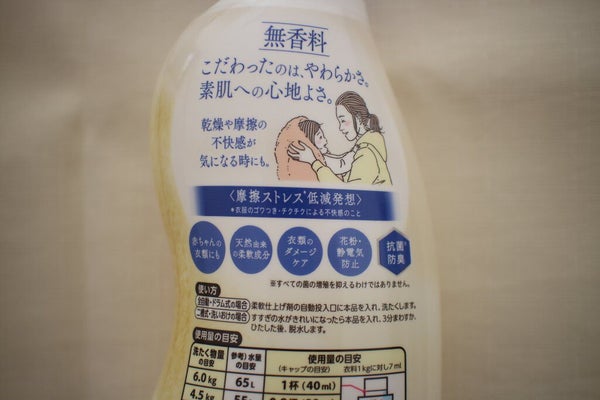 無香料
こだわったのは、やわらかさ。
素肌への心地よさ。
乾燥や摩擦の
不快感が
気になる時にも。
〈摩擦ストレス*低減発想〉
*衣類のゴワつき・チクチクによる不快感のこと
赤ちゃんの
衣類にも
天然由来
の柔軟成分
衣類の
ダメージ
ケア
花粉・
静電気
防止
抗菌※
防臭
※すべての菌の増殖を抑えるわけではありません。
使い方
全自動・ドラム式の場合 柔軟仕上げ剤の自動投入口に本品を入れ、洗たくします。
二槽式・洗いおけの場合 すすぎの水がきれいになったら本品を入れ、3分まわすか、
ひたした後、脱水します。
使用量の目安
洗たく物量の目安 (参考)水量の目安 使用量の目安
(キャップの目安) 衣料1kgに対し7ml
6.0kg 65L 1杯 (40ml)
4.5kg 55L